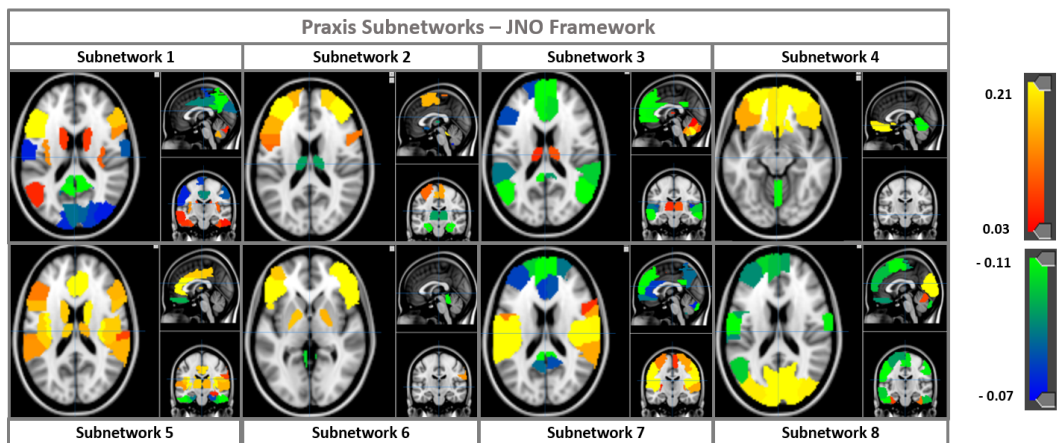 Praxis Subnetworks – JNO Framework
Subnetwork 1 Subnetwork 2 Subnetwork 3 Subnetwork 4
0.21
0.03
- 0.11
- 0.07
Subnetwork 5 Subnetwork 6 Subnetwork 7 Subnetwork 8